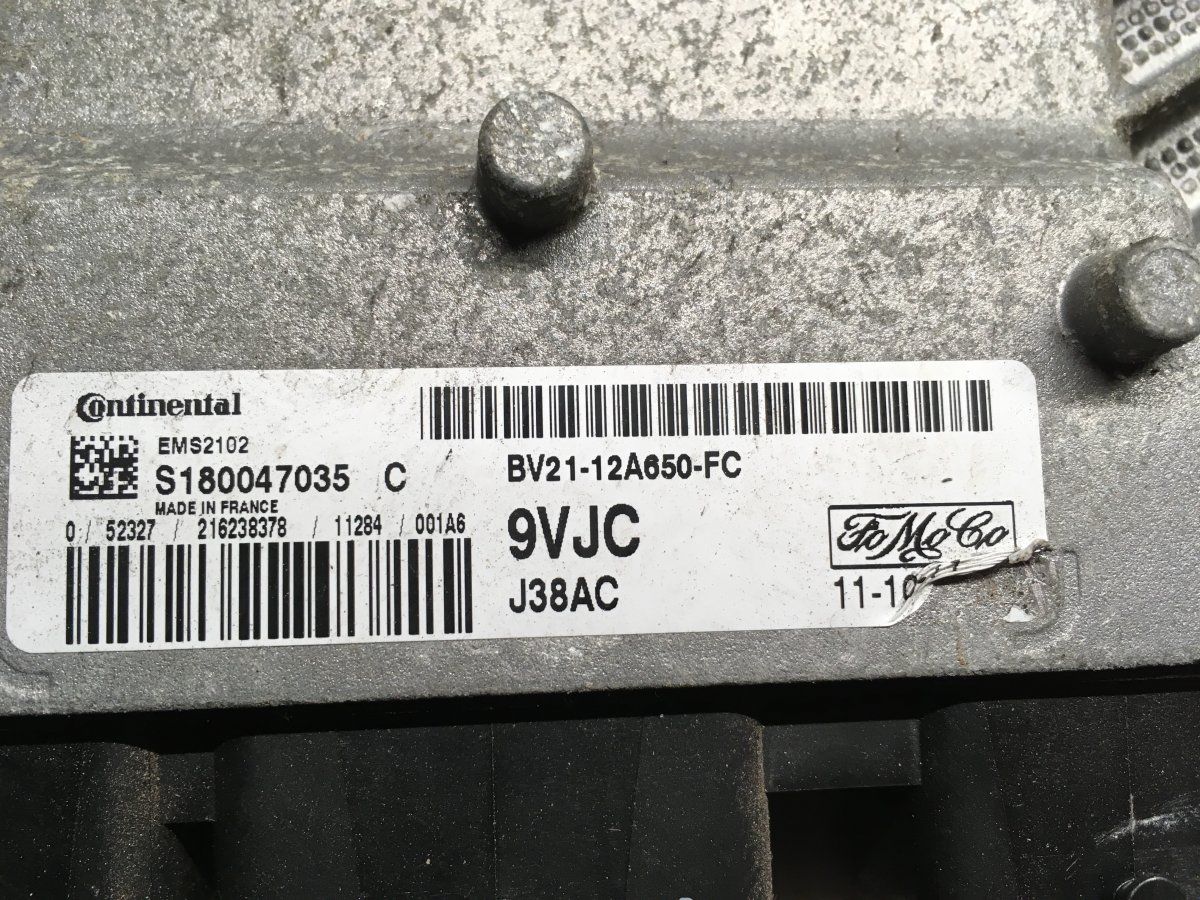 Continental
EMS2102
S180047035 C
MADE IN FRANCE
0 / 52327 / 216238378 / 11284 / 001A6
BV21-12A650-FC
9VJC
J38AC
FoMoCo